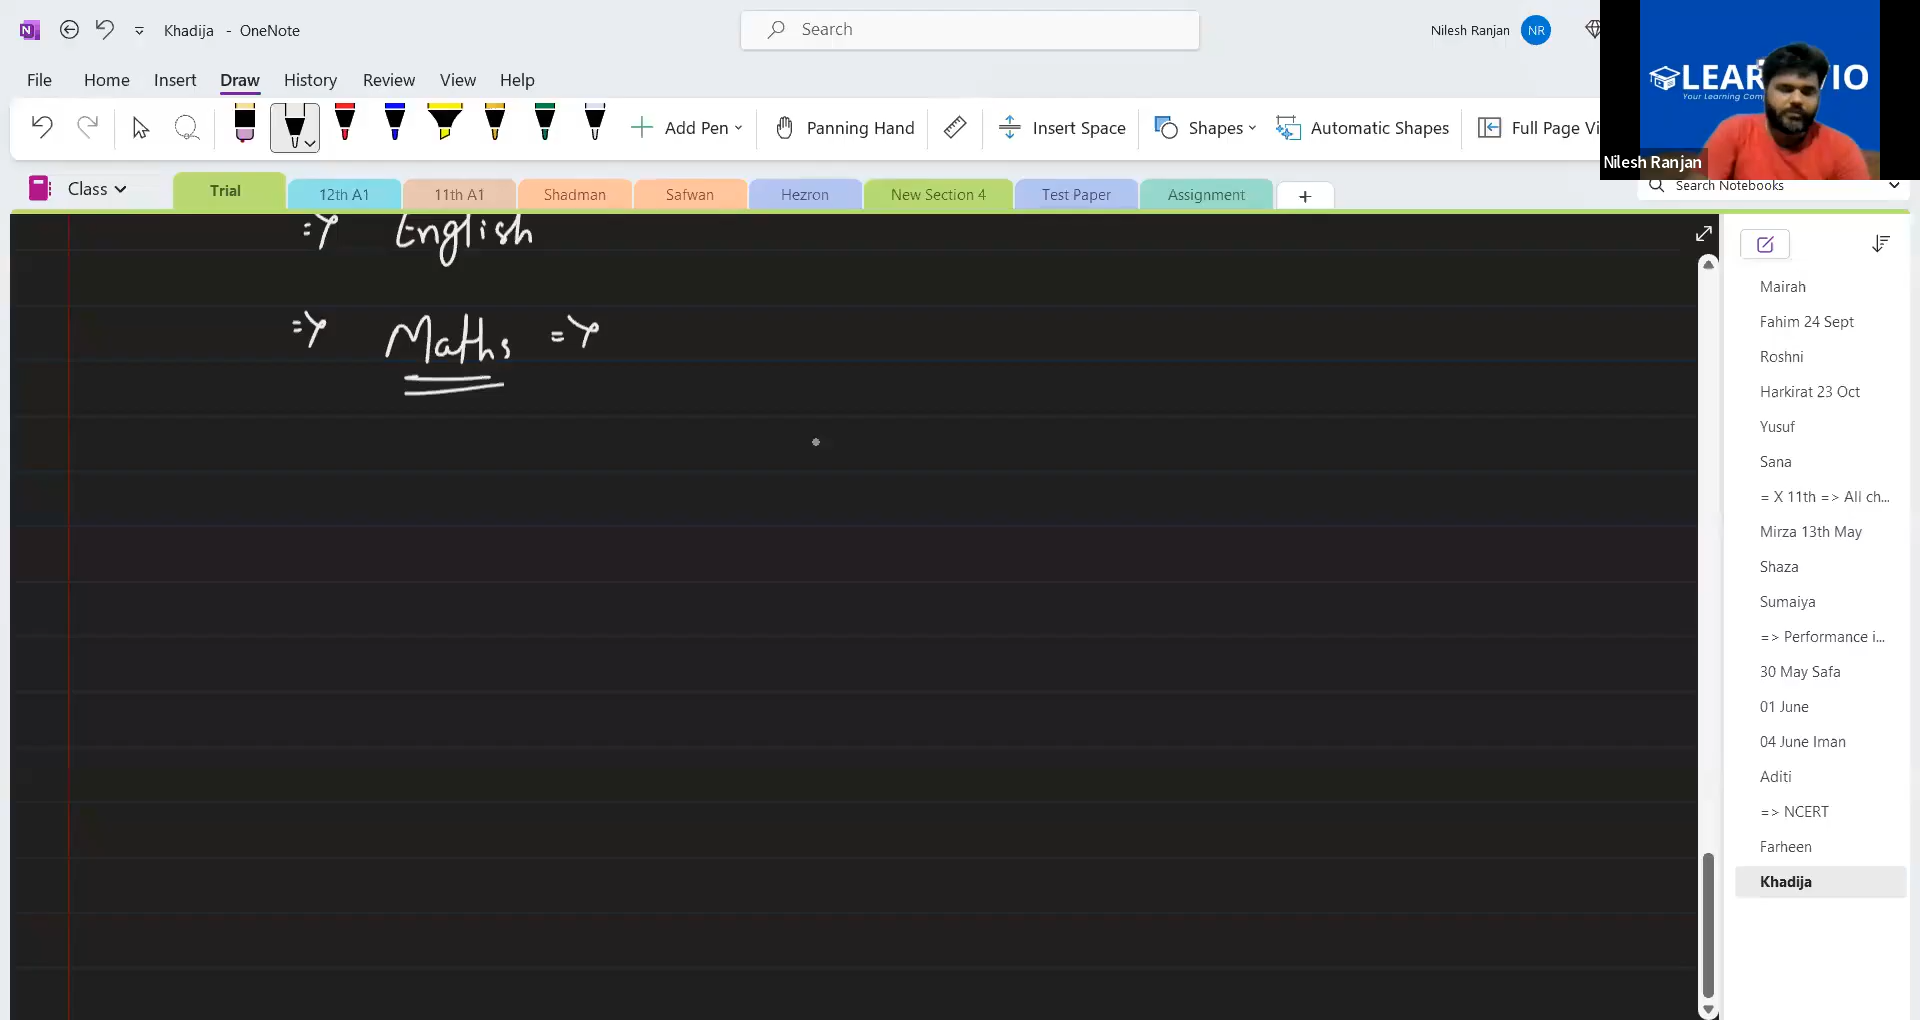 Khadija - OneNote
Search
Nilesh Ranjan NR
File Home Insert Draw History Review View Help
Add Pen Panning Hand Insert Space Shapes Automatic Shapes Full Page Vi
Your Learning Com
Nilesh Ranjan
Class Trial 12th A1 11th A1 Shadman Safwan Hezron New Section 4 Test Paper Assignment +
Search Notebooks
=> English
=> Maths =>
Mairah
Fahim 24 Sept
Roshni
Harkirat 23 Oct
Yusuf
Sana
= X 11th => All ch...
Mirza 13th May
Shaza
Sumaiya
=> Performance i...
30 May Safa
01 June
04 June Iman
Aditi
=> NCERT
Farheen
Khadija